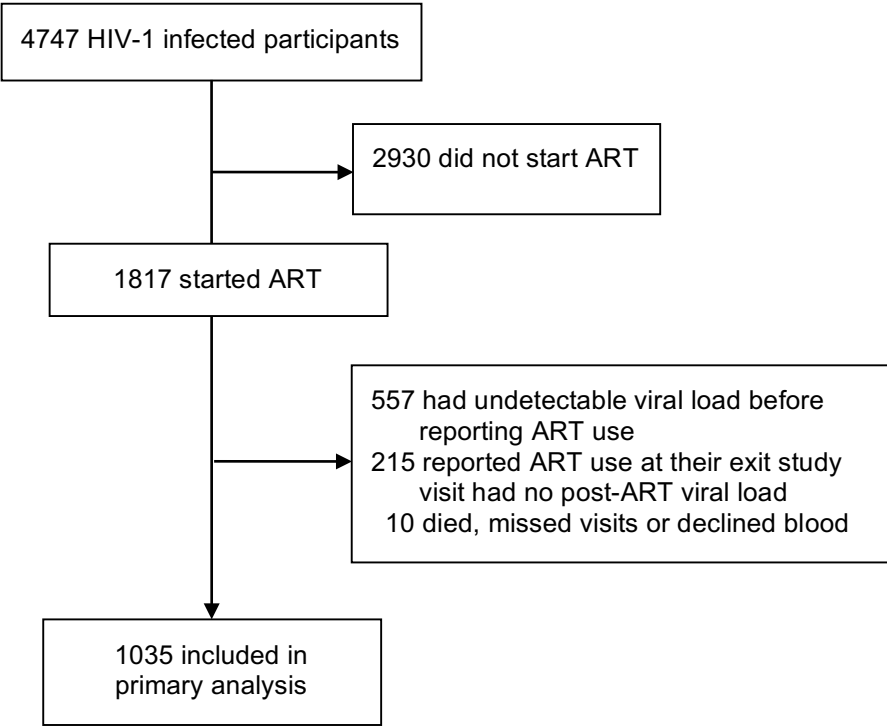 4747 HIV-1 infected participants
2930 did not start ART
1817 started ART
557 had undetectable viral load before
reporting ART use
215 reported ART use at their exit study
visit had no post-ART viral load
10 died, missed visits or declined blood
1035 included in
primary analysis